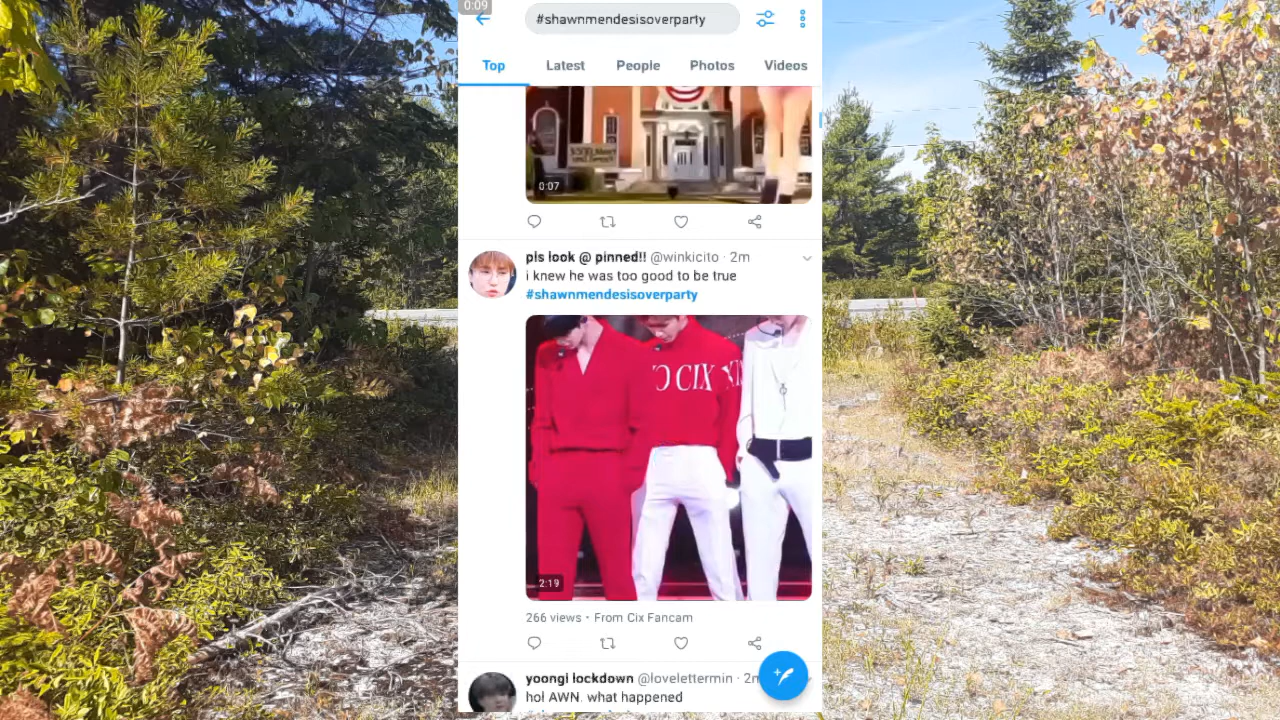 0:09
#shawnmendesisoverparty
Top Latest People Photos Videos
0:07
pls look @ pinned!! @winkicito · 2m
i knew he was too good to be true
#shawnmendesisoverparty
CIX
2:19
266 views · From Cix Fancam
yoongi lockdown @lovelettermin · 2m
ho! AWN. what happened